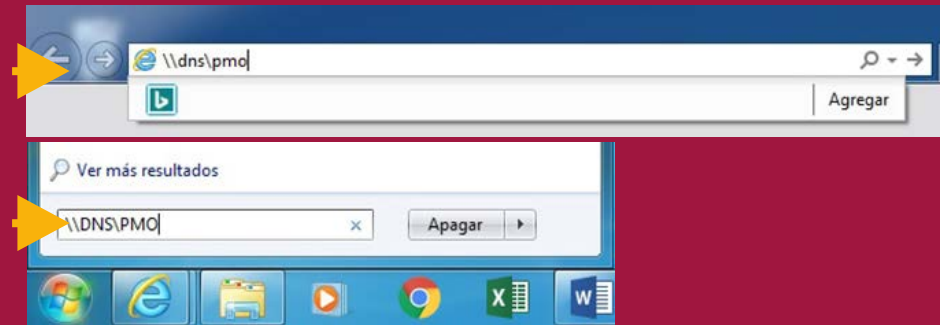 \\dns\pmo
Agregar
Ver más resultados
\\DNS\PMO
Apagar